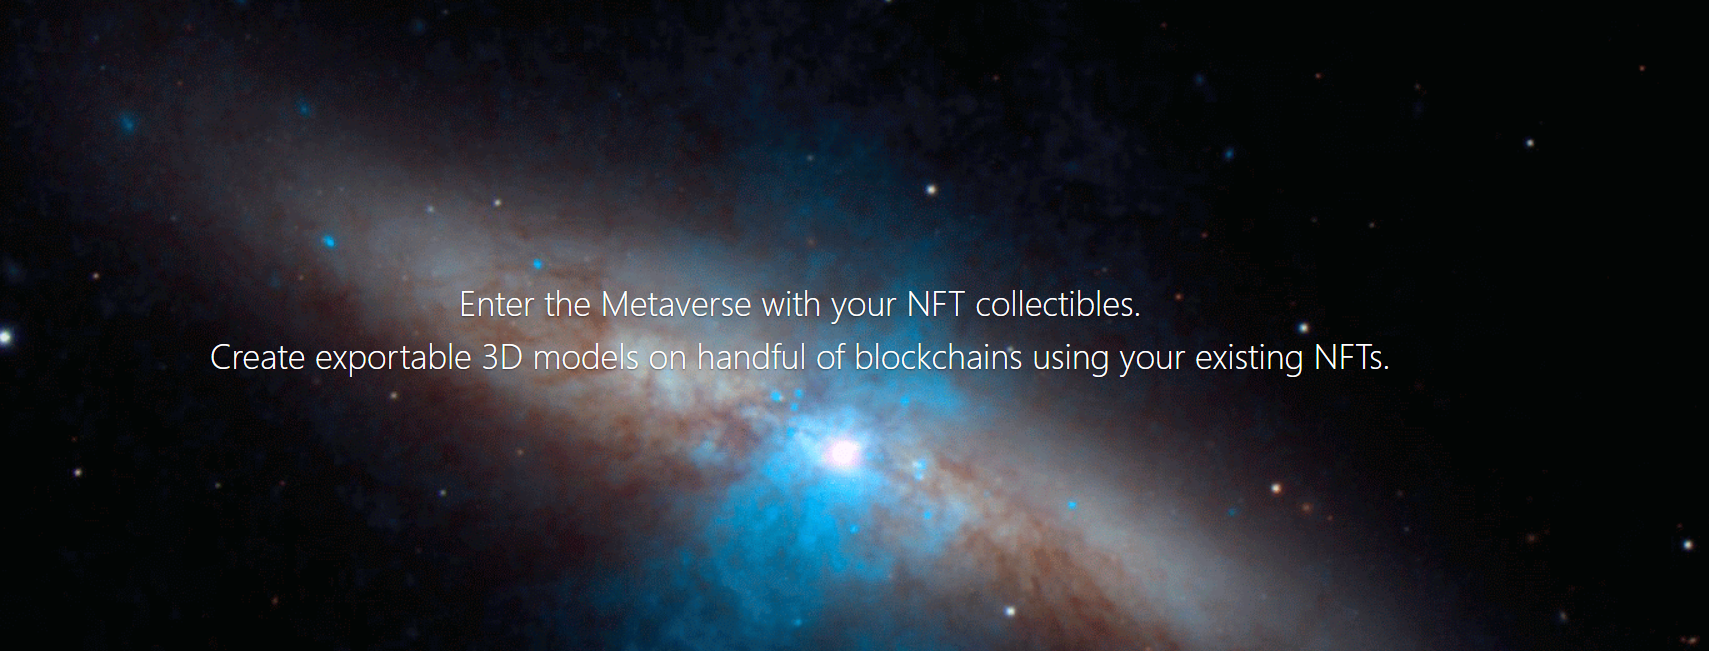 Enter the Metaverse with your NFT collectibles.
Create exportable 3D models on handful of blockchains using your existing NFTs.